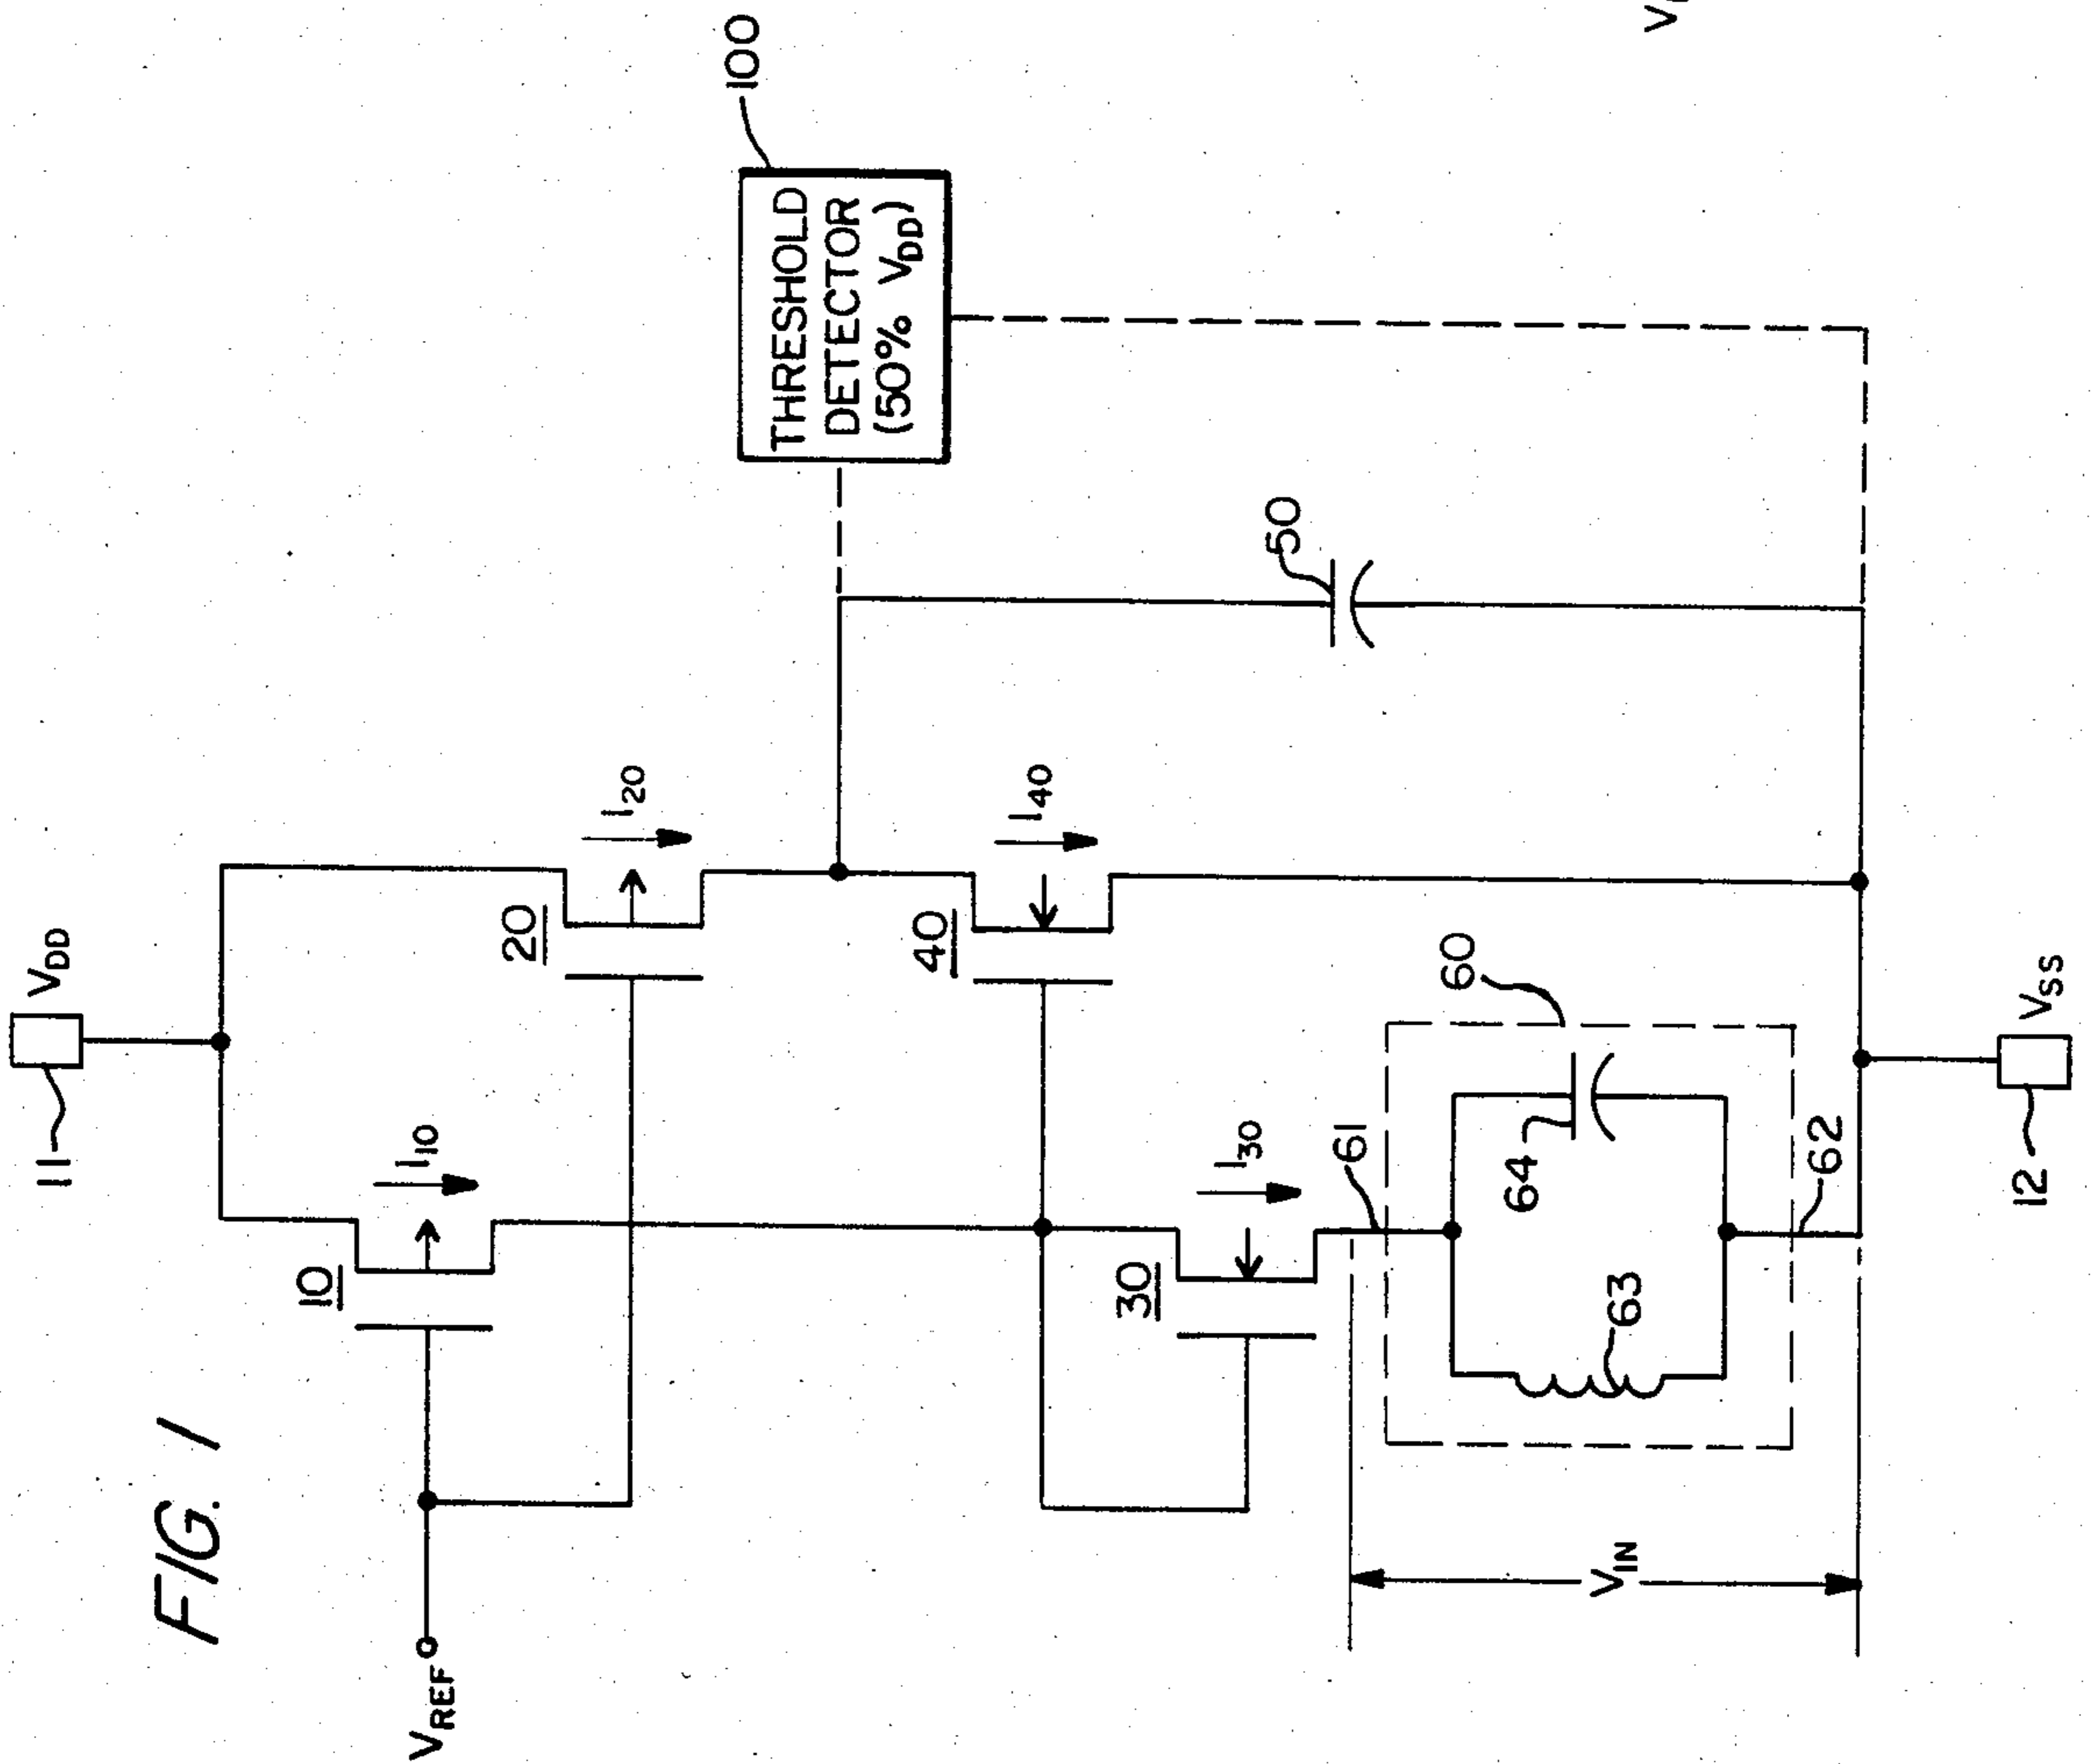 FIG. 1
11
VDD
VREF
10
I10
20
I20
THRESHOLD
DETECTOR
(50% VDD)
100
40
I40
30
I30
50
61
60
64
63
VIN
62
12
VSS